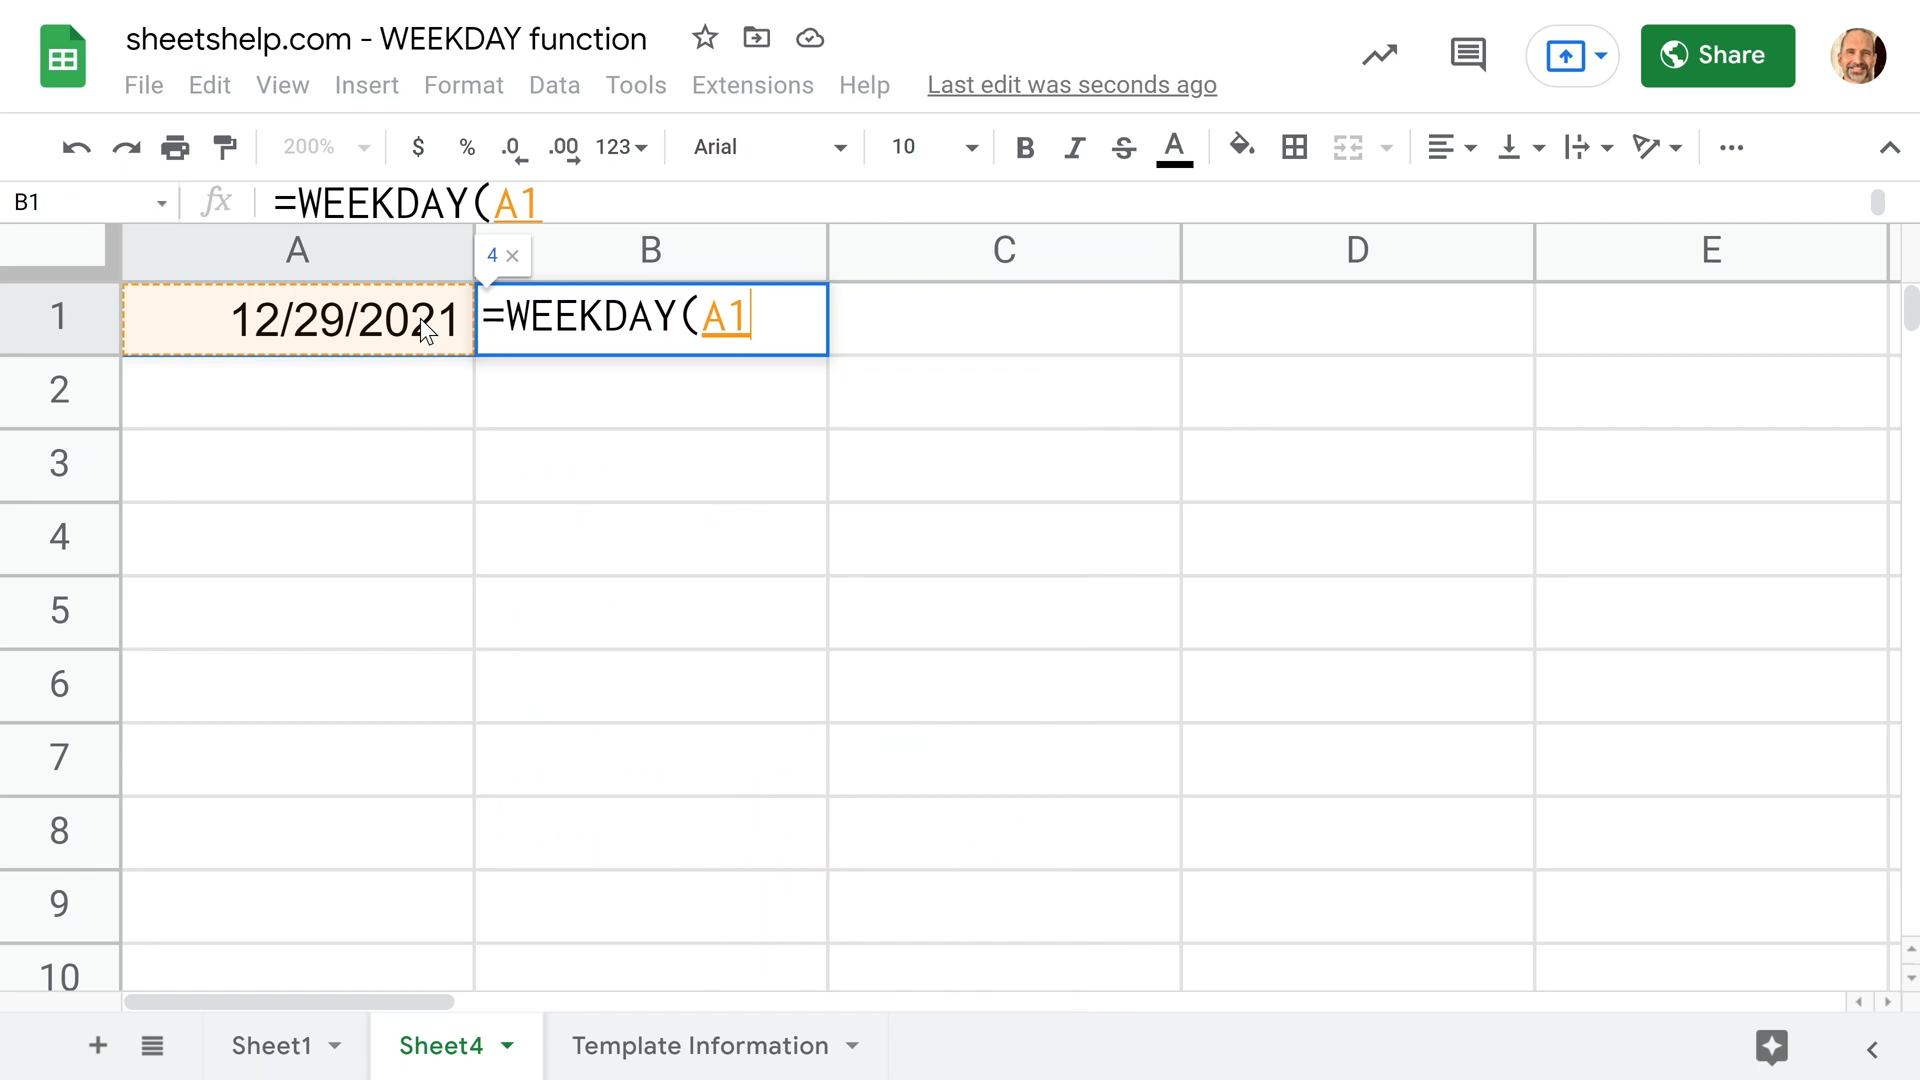 sheetshelp.com - WEEKDAY function
File Edit View Insert Format Data Tools Extensions Help Last edit was seconds ago
Share
200% $ % .0 .00 123 Arial 10 B I S A
B1 fx =WEEKDAY(A1
A B C D E
4 ×
1 12/29/2021 =WEEKDAY(A1
2
3
4
5
6
7
8
9
10
+ Sheet1 Sheet4 Template Information